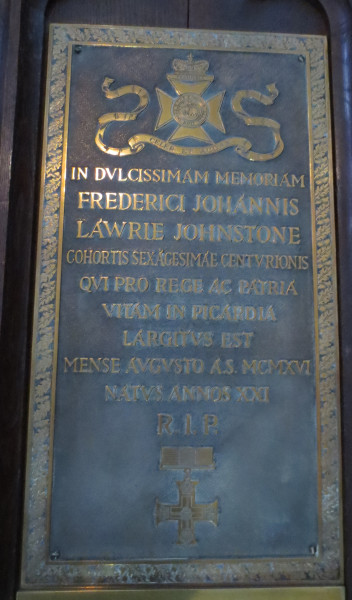 IN DVLCISSIMAM MEMORIAM
FREDERICI JOHANNIS
LAWRIE JOHNSTONE
COHORTIS SEXAGESIMAE CENTVRIONIS
QVI PRO REGE AC PATRIA
VITAM IN PICARDIA
LARGITVS EST
MENSE AVGVSTO A.S. MCMXVI
NATVS ANNOS XXI
R.I.P.